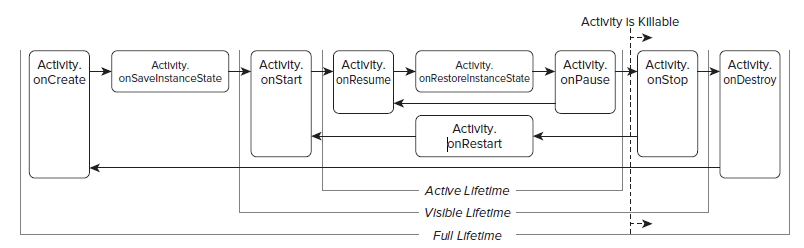 Activity is Killable
Activity.
onCreate
Activity.
onSaveInstanceState
Activity.
onStart
Activity.
onResume
Activity.
onRestoreInstanceState
Activity.
onPause
Activity.
onStop
Activity.
onDestroy
Activity.
onRestart
Active Lifetime
Visible Lifetime
Full Lifetime